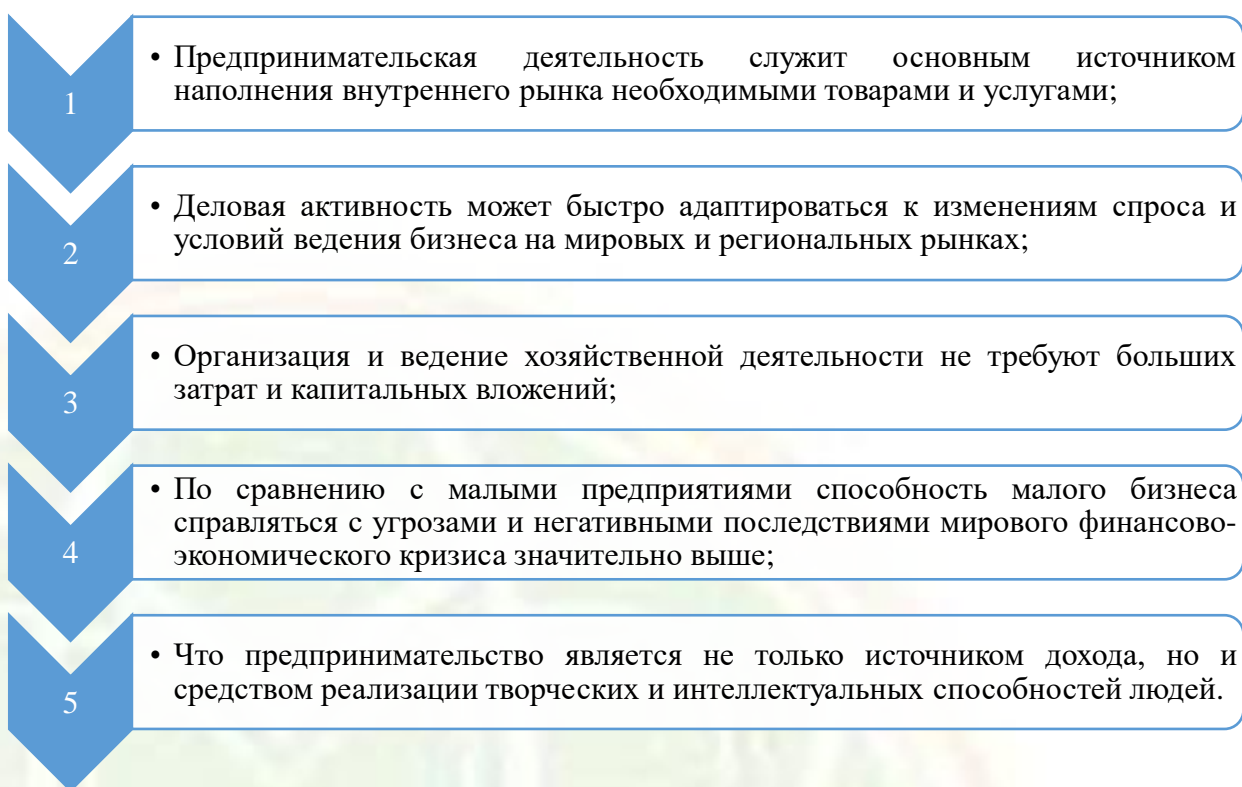 1
• Предпринимательская деятельность служит основным источником
наполнения внутреннего рынка необходимыми товарами и услугами;
2
• Деловая активность может быстро адаптироваться к изменениям спроса и
условий ведения бизнеса на мировых и региональных рынках;
3
• Организация и ведение хозяйственной деятельности не требуют больших
затрат и капитальных вложений;
4
• По сравнению с малыми предприятиями способность малого бизнеса
справляться с угрозами и негативными последствиями мирового финансово-
экономического кризиса значительно выше;
5
• Что предпринимательство является не только источником дохода, но и
средством реализации творческих и интеллектуальных способностей людей.